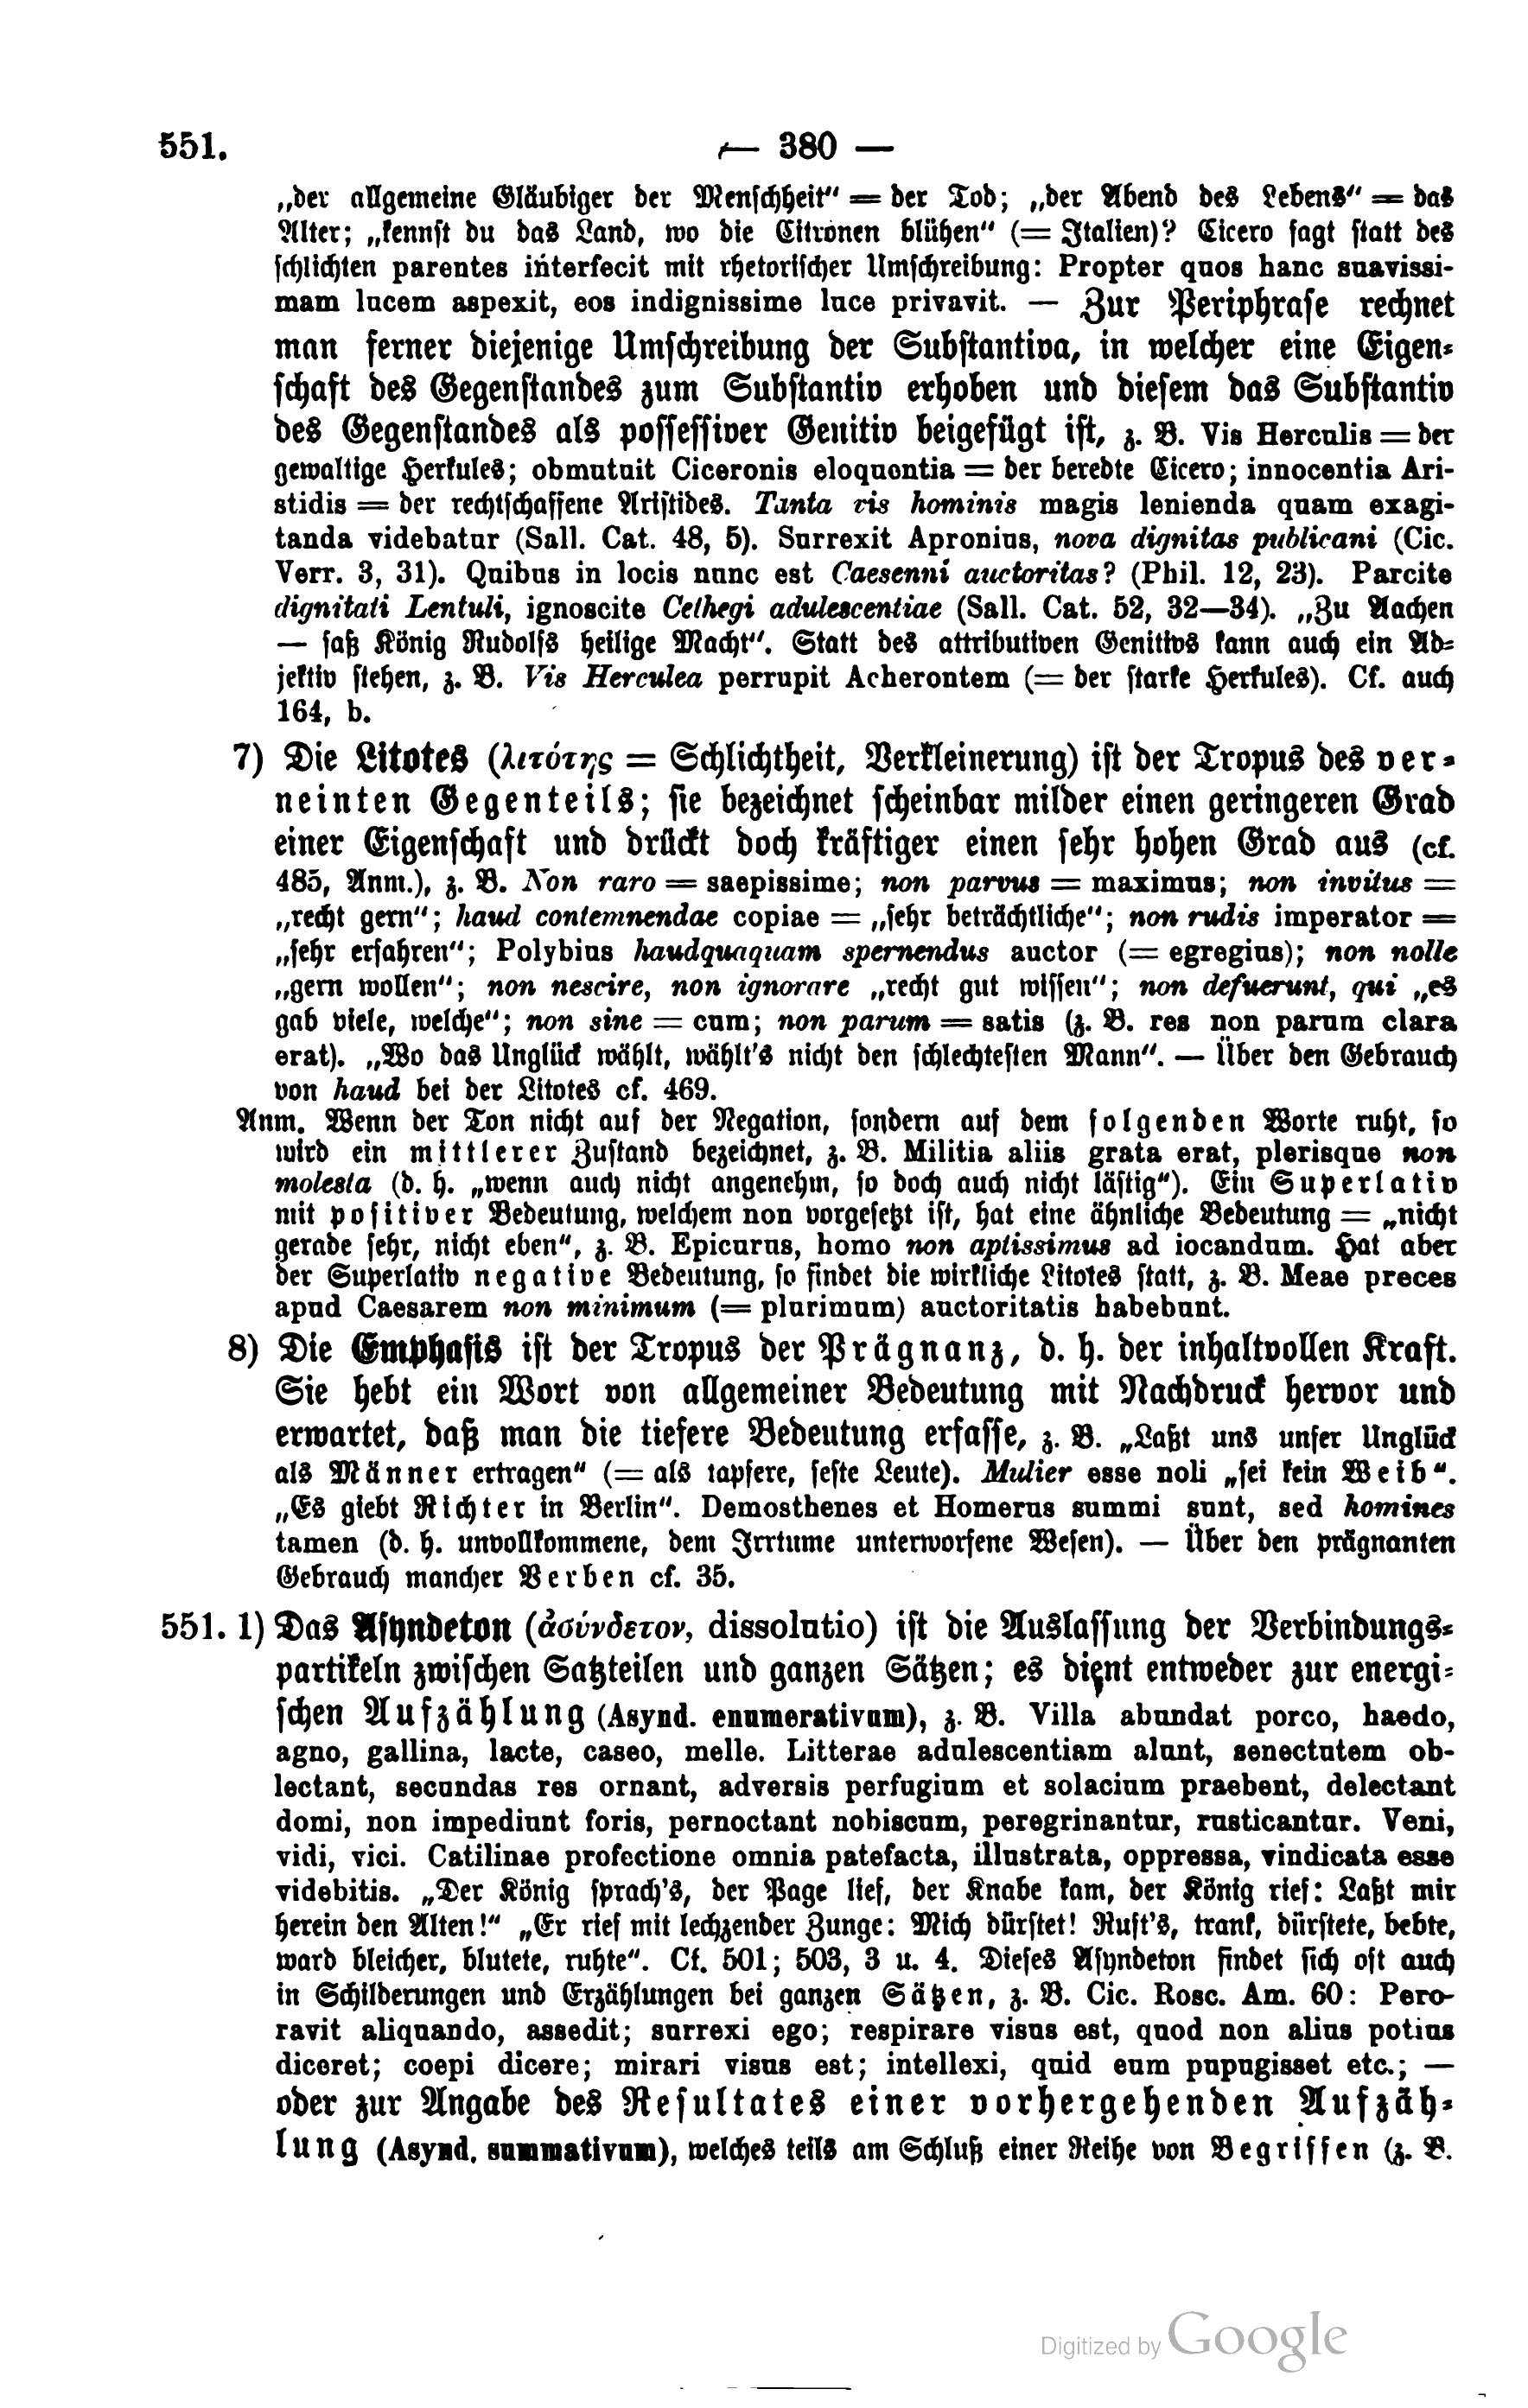 551. — 380 —
„der allgemeine Gläubiger der Menschheit“ = der Tod; „der Abend des Lebens“ = das
Alter; „kennst du das Land, wo die Citronen blühen“ (= Italien)? Cicero sagt statt des
schlichten parentes interfecit mit rhetorischer Umschreibung: Propter quos hanc suavissi-
mam lucem aspexit, eos indignissime luce privavit. — Zur Periphrase rechnet
man ferner diejenige Umschreibung der Substantiva, in welcher eine Eigen-
schaft des Gegenstandes zum Substantiv erhoben und diesem das Substantiv
des Gegenstandes als possessiver Genitiv beigefügt ist, z. B. Vis Herculis = der
gewaltige Herkules; obmutuit Ciceronis eloquentia = der beredte Cicero; innocentia Ari-
stidis = der rechtschaffene Aristides. Tanta vis hominis magis lenienda quam exagi-
tanda videbatur (Sall. Cat. 48, 5). Surrexit Apronius, nova dignitas publicani (Cic.
Verr. 3, 31). Quibus in locis nunc est Caesenni auctoritas? (Phil. 12, 23). Parcite
dignitati Lentuli, ignoscite Cethegi adulescentiae (Sall. Cat. 52, 32—34). „Zu Aachen
— saß König Rudolfs heilige Macht“. Statt des attributiven Genitivs kann auch ein Ad-
jektiv stehen, z. B. Vis Herculea perrupit Acherontem (= der starke Herkules). Cf. auch
164, b.
7) Die Litotes (λιτότης = Schlichtheit, Verkleinerung) ist der Tropus des ver-
neinten Gegenteils; sie bezeichnet scheinbar milder einen geringeren Grad
einer Eigenschaft und drückt doch kräftiger einen sehr hohen Grad aus (cf.
485, Anm.), z. B. Non raro = saepissime; non parvus = maximus; non invitus =
„recht gern“; haud contemnendae copiae = „sehr beträchtliche“; non rudis imperator =
„sehr erfahren“; Polybius haudquaquam spernendus auctor (= egregius); non nolle
„gern wollen“; non nescire, non ignorare „recht gut wissen“; non defuerunt, qui „es
gab viele, welche“; non sine = cum; non parum = satis (z. B. res non parum clara
erat). „Wo das Unglück wählt, wählt's nicht den schlechtesten Mann“. — Über den Gebrauch
von haud bei der Litotes cf. 469.
Anm. Wenn der Ton nicht auf der Negation, sondern auf dem folgenden Worte ruht, so
wird ein mittlerer Zustand bezeichnet, z. B. Militia aliis grata erat, plerisque non
molesta (d. h. „wenn auch nicht angenehm, so doch auch nicht lästig“). Ein Superlativ
mit positiver Bedeutung, welchem non vorgesetzt ist, hat eine ähnliche Bedeutung = „nicht
gerade sehr, nicht eben“, z. B. Epicurus, homo non aptissimus ad iocandum. Hat aber
der Superlativ negative Bedeutung, so findet die wirkliche Litotes statt, z. B. Meae preces
apud Caesarem non minimum (= plurimum) auctoritatis habebunt.
8) Die Emphasis ist der Tropus der Prägnanz, d. h. der inhaltvollen Kraft.
Sie hebt ein Wort von allgemeiner Bedeutung mit Nachdruck hervor und
erwartet, daß man die tiefere Bedeutung erfasse, z. B. „Laßt uns unser Unglück
als Männer ertragen“ (= als tapfere, feste Leute). Mulier esse noli „sei kein Weib“.
„Es giebt Richter in Berlin“. Demosthenes et Homerus summi sunt, sed homines
tamen (d. h. unvollkommene, dem Irrtume unterworfene Wesen). — Über den prägnanten
Gebrauch mancher Verben cf. 35.
551. 1) Das Asyndeton (ἀσύνδετον, dissolutio) ist die Auslassung der Verbindungs-
partikeln zwischen Satzteilen und ganzen Sätzen; es dient entweder zur energi-
schen Aufzählung (Asynd. enumerativum), z. B. Villa abundat porco, haedo,
agno, gallina, lacte, caseo, melle. Litterae adulescentiam alunt, senectutem ob-
lectant, secundas res ornant, adversis perfugium et solacium praebent, delectant
domi, non impediunt foris, pernoctant nobiscum, peregrinantur, rusticantur. Veni,
vidi, vici. Catilinae profectione omnia patefacta, illustrata, oppressa, vindicata esse
videbitis. „Der König sprach's, der Page lief, der Knabe kam, der König rief: Laßt mir
herein den Alten!“ „Er rief mit lechzender Zunge: Mich dürstet! Ruft's, trank, dürstete, bebte,
ward bleicher, blutete, ruhte“. Cf. 501; 503, 3 u. 4. Dieses Asyndeton findet sich oft auch
in Schilderungen und Erzählungen bei ganzen Sätzen, z. B. Cic. Rosc. Am. 60: Pero-
ravit aliquando, assedit; surrexi ego; respirare visus est, quod non alius potius
diceret; coepi dicere; mirari visus est; intellexi, quid eum pupugisset etc.; —
oder zur Angabe des Resultates einer vorhergehenden Aufzäh-
lung (Asynd. summativum), welches teils am Schluß einer Reihe von Begriffen (z. B.
Digitized by Google